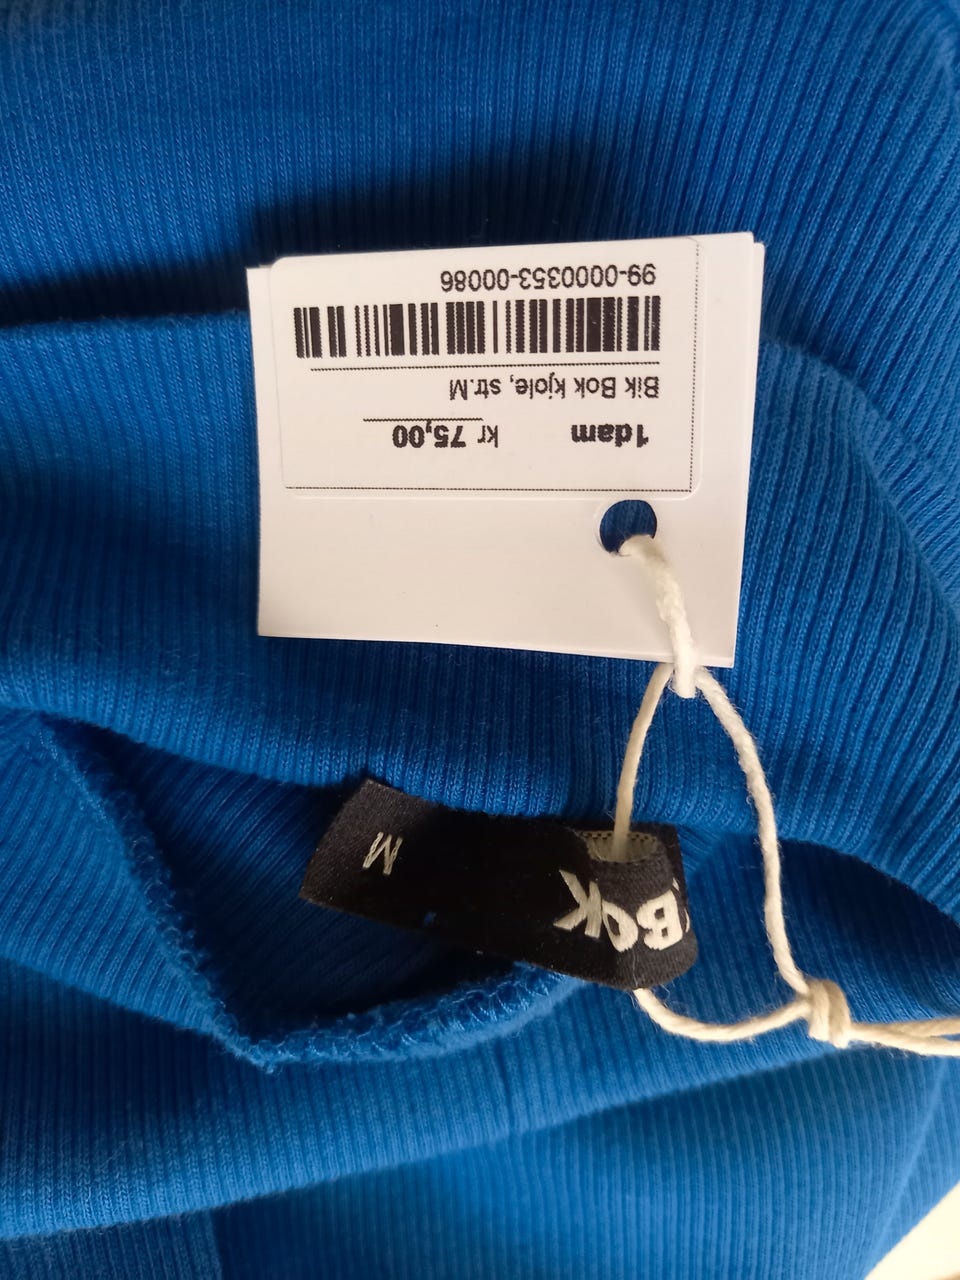 1dam kr 75,00
Bik Bok kjole, str.M
99-0000353-00086
BOK
M